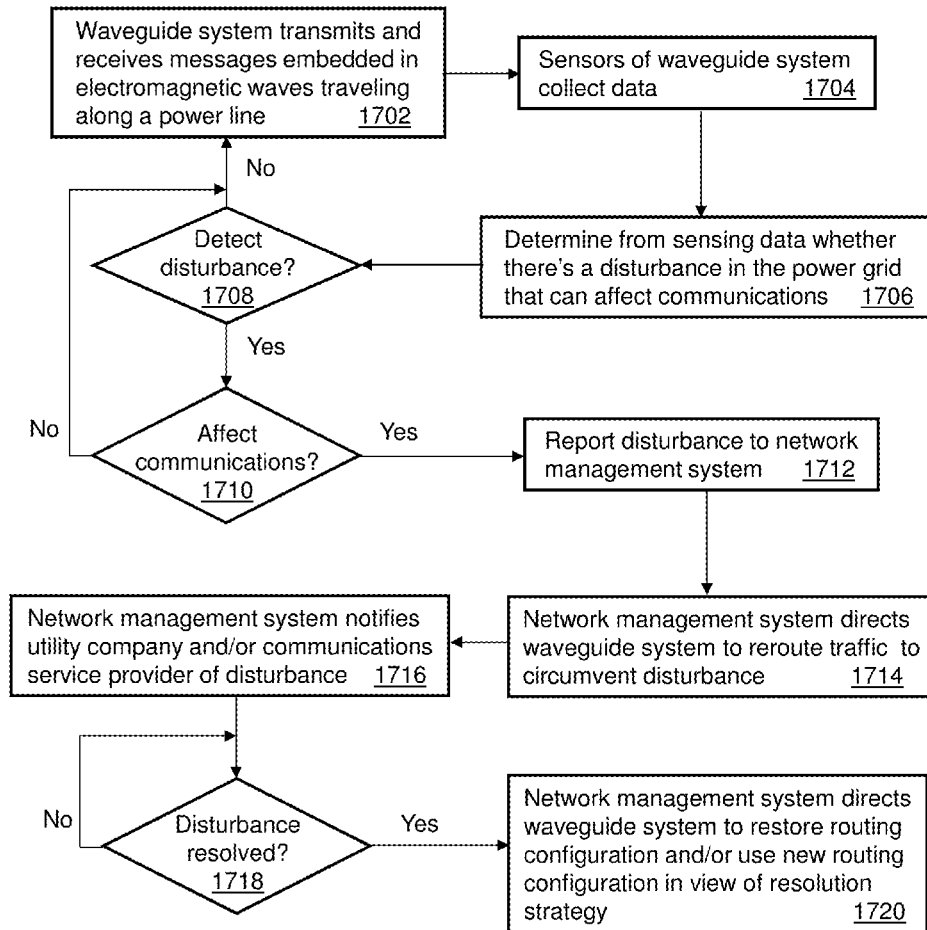 Waveguide system transmits and
receives messages embedded in
electromagnetic waves traveling
along a power line 1702
Sensors of waveguide system
collect data 1704
No
Detect
disturbance?
1708
Determine from sensing data whether
there's a disturbance in the power grid
that can affect communications 1706
Yes
No
Affect
communications?
1710
Yes
Report disturbance to network
management system 1712
Network management system notifies
utility company and/or communications
service provider of disturbance 1716
Network management system directs
waveguide system to reroute traffic to
circumvent disturbance 1714
No
Disturbance
resolved?
1718
Yes
Network management system directs
waveguide system to restore routing
configuration and/or use new routing
configuration in view of resolution
strategy 1720